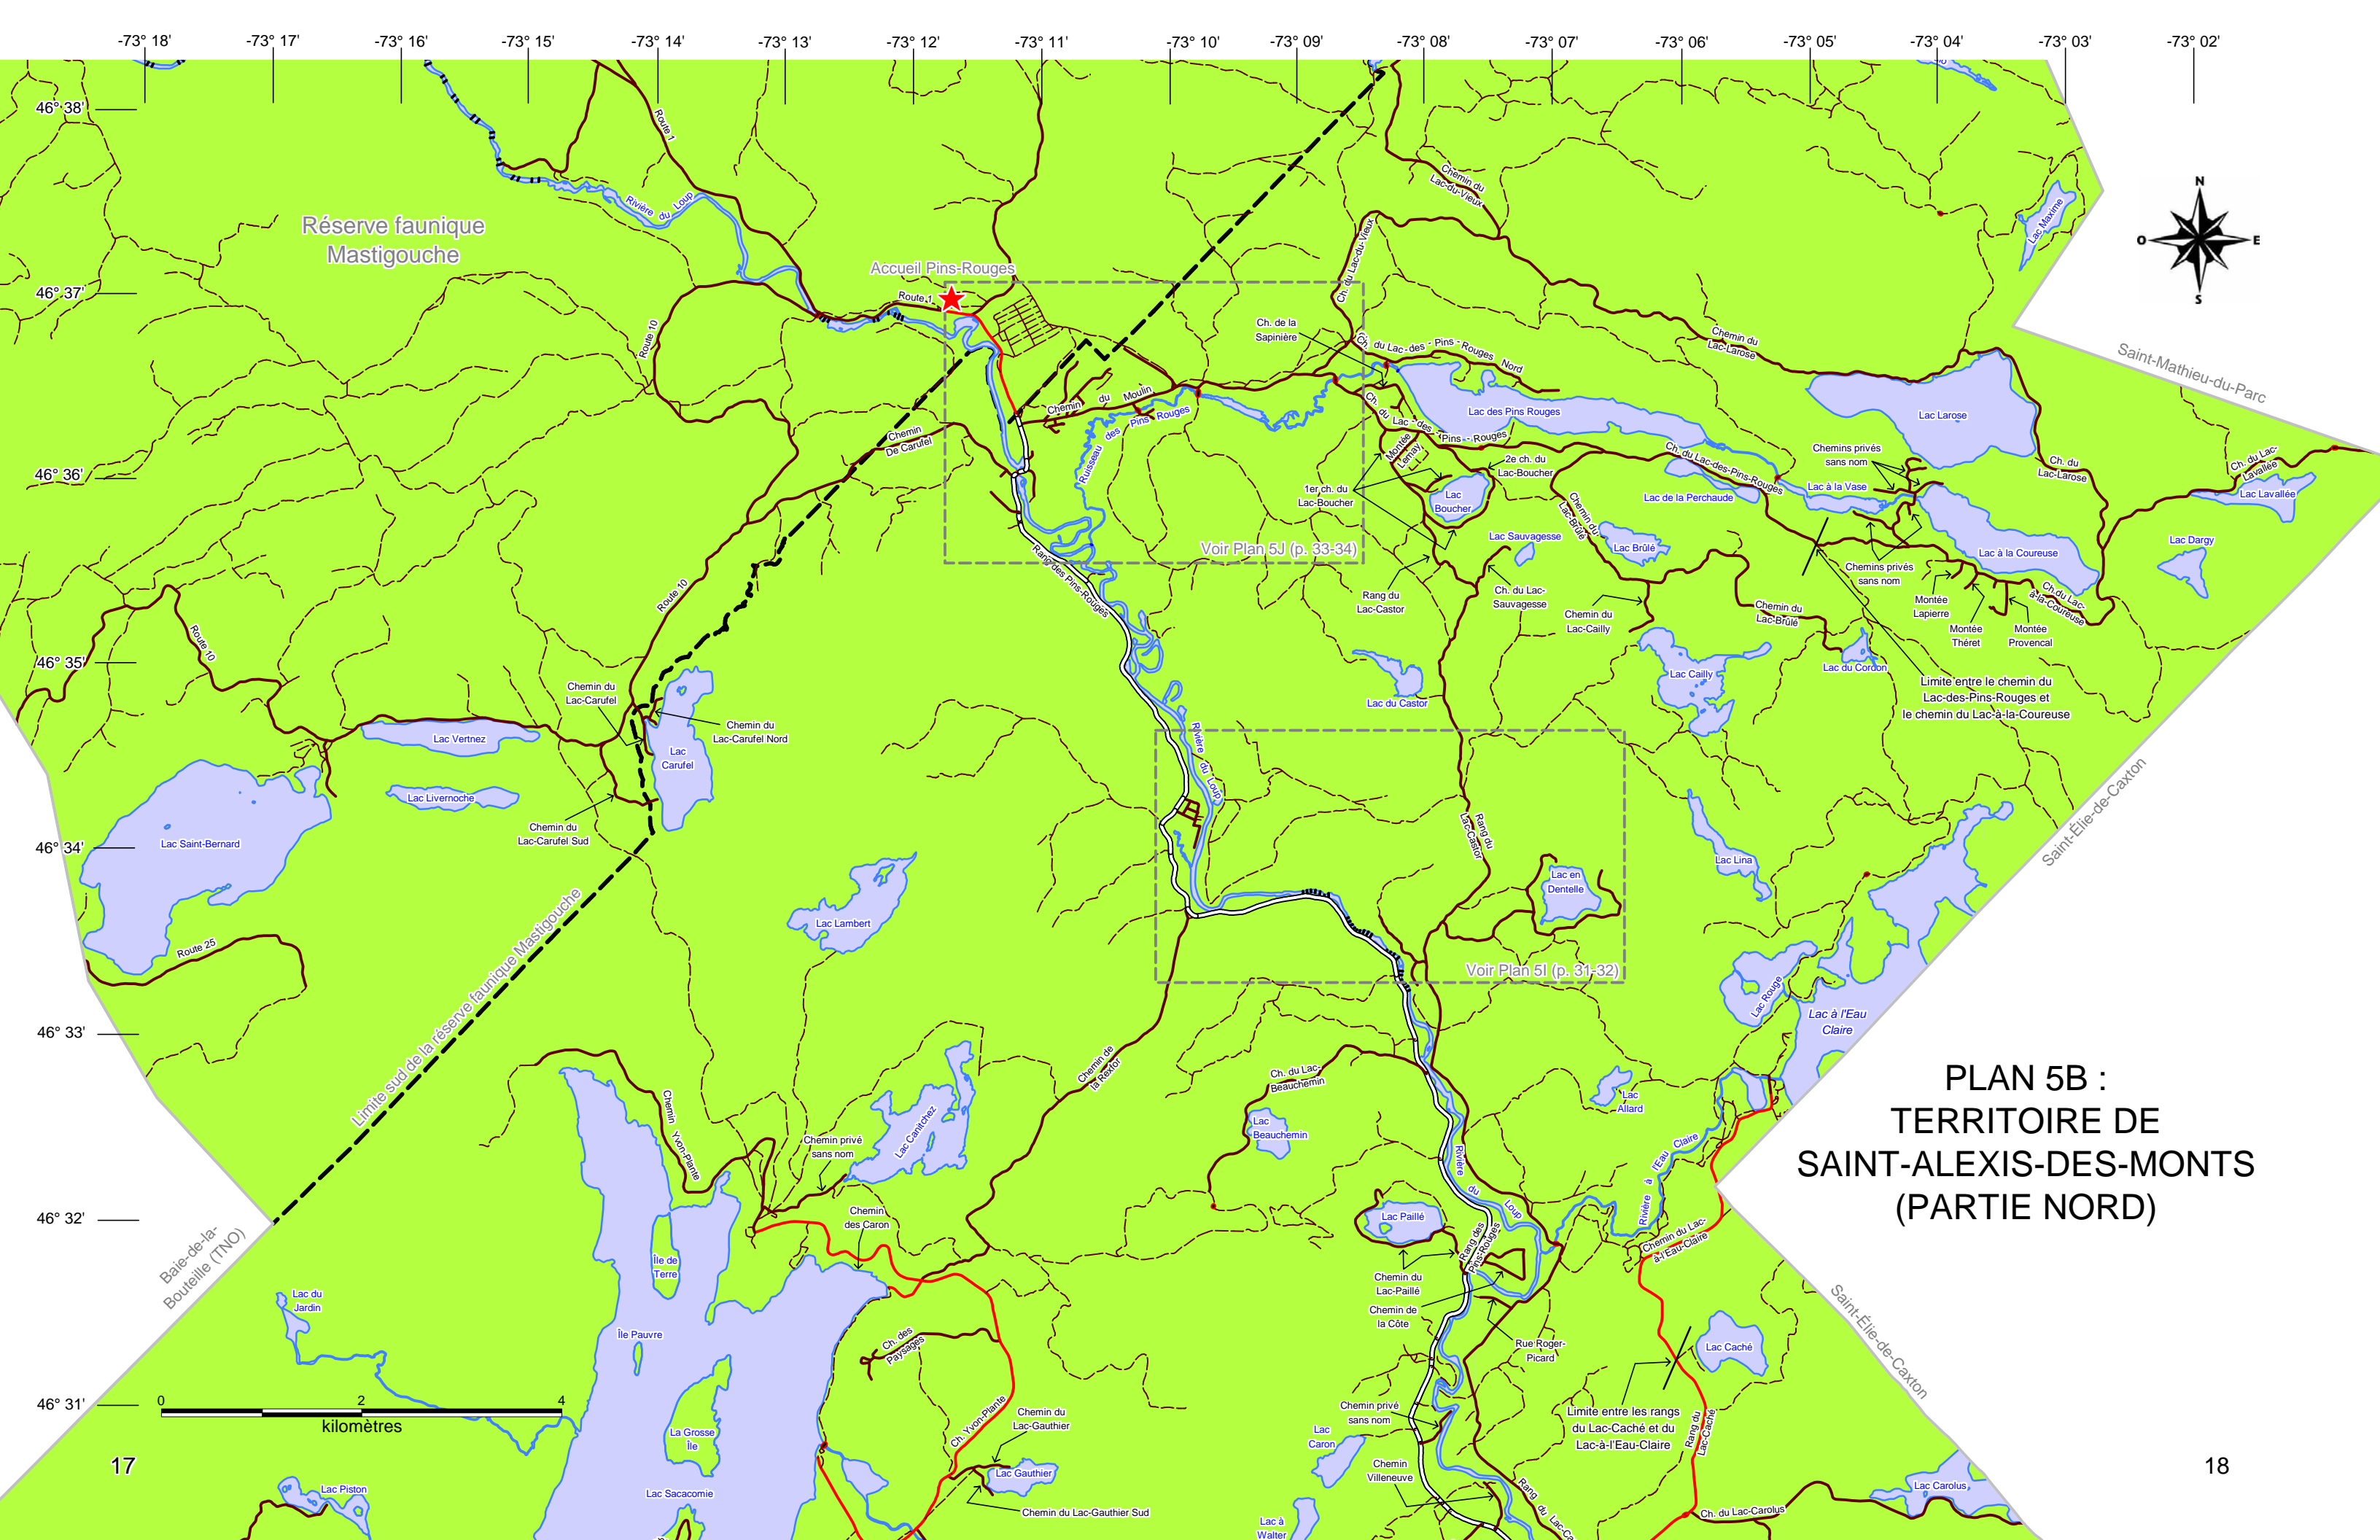 -73° 18'
-73° 17'
-73° 16'
-73° 15'
-73° 14'
-73° 13'
-73° 12'
-73° 11'
-73° 10'
-73° 09'
-73° 08'
-73° 07'
-73° 06'
-73° 05'
-73° 04'
-73° 03'
-73° 02'
46° 38'
46° 37'
46° 36'
46° 35'
46° 34'
46° 33'
46° 32'
46° 31'
N
O
E
S
Réserve faunique
Mastigouche
Route 1
Rivière du Loup
Accueil Pins-Rouges
Route 1
Route 10
Chemin du
Lac-du-Vieux
Ch. du Lac-du-Vieux
Lac Maxime
Saint-Mathieu-du-Parc
Ch. de la
Sapinière
Ch. du Lac-des - Pins - Rouges Nord
Chemin du
Lac-Larose
Lac des Pins Rouges
Lac Larose
Chemin du Moulin
Ruisseau des Pins Rouges
Chemin
De Carufel
Ch. du Lac - des - Pins - Rouges
Montée
Lemay
2e ch. du
Lac-Boucher
1er ch. du
Lac-Boucher
Lac
Boucher
Ch. du Lac-des-Pins-Rouges
Chemins privés
sans nom
Lac à la Vase
Lac de la Perchaude
Ch. du
Lac-Larose
Ch. du Lac-
Lavallée
Lac Lavallée
Lac Dargy
Lac Sauvagesse
Chemin du
Lac-Brûlé
Lac Brûlé
Lac à la Coureuse
Chemins privés
sans nom
Voir Plan 5J (p. 33-34)
Rang des Pins-Rouges
Rang du
Lac-Castor
Ch. du Lac-
Sauvagesse
Chemin du
Lac-Cailly
Chemin du
Lac-Brûlé
Montée
Lapierre
Montée
Théret
Montée
Provencal
Ch.du Lac-
à-la-Coureuse
Route 10
Route 10
Lac du Cordon
Lac Cailly
Lac du Castor
Limite entre le chemin du
Lac-des-Pins-Rouges et
le chemin du Lac-à-la-Coureuse
Chemin du
Lac-Carufel
Chemin du
Lac-Carufel Nord
Lac
Carufel
Lac Vertnez
Lac Livernoche
Chemin du
Lac-Carufel Sud
Lac Saint-Bernard
Rivière du Loup
Rang du
Lac-Castor
Lac en
Dentelle
Lac Lina
Saint-Élie-de-Caxton
Lac Lambert
Route 25
Limite sud de la réserve faunique Mastigouche
Voir Plan 5I (p. 31-32)
Lac Rouge
Lac à l'Eau
Claire
Chemin de
la Rexfor
Ch. du Lac-
Beauchemin
Lac
Beauchemin
Lac
Allard
PLAN 5B :
TERRITOIRE DE
SAINT-ALEXIS-DES-MONTS
(PARTIE NORD)
Chemin Yvon-Plante
Lac Canitchez
Chemin privé
sans nom
Chemin
des Caron
Rivière à l'Eau Claire
Rivière du Loup
Lac Paillé
Rang des
Pins-Rouges
Chemin du Lac-
à-l'Eau-Claire
Baie-de-la-
Bouteille (TNO)
Île de
Terre
Chemin du
Lac-Paillé
Chemin de
la Côte
Rue Roger-
Picard
Saint-Élie-de-Caxton
Lac du
Jardin
Île Pauvre
Ch. des
Paysages
Lac Caché
Limite entre les rangs
du Lac-Caché et du
Lac-à-l'Eau-Claire
Rang du
Lac-Caché
0
2
4
kilomètres
La Grosse
Île
Ch. Yvon-Plante
Chemin du
Lac-Gauthier
Lac Gauthier
Chemin du Lac-Gauthier Sud
Chemin privé
sans nom
Lac
Caron
Chemin
Villeneuve
17
18
Lac Piston
Lac Sacacomie
Lac à
Walter
Rang du Lac-Ca
Ch. du Lac-Carolus
Lac Carolus